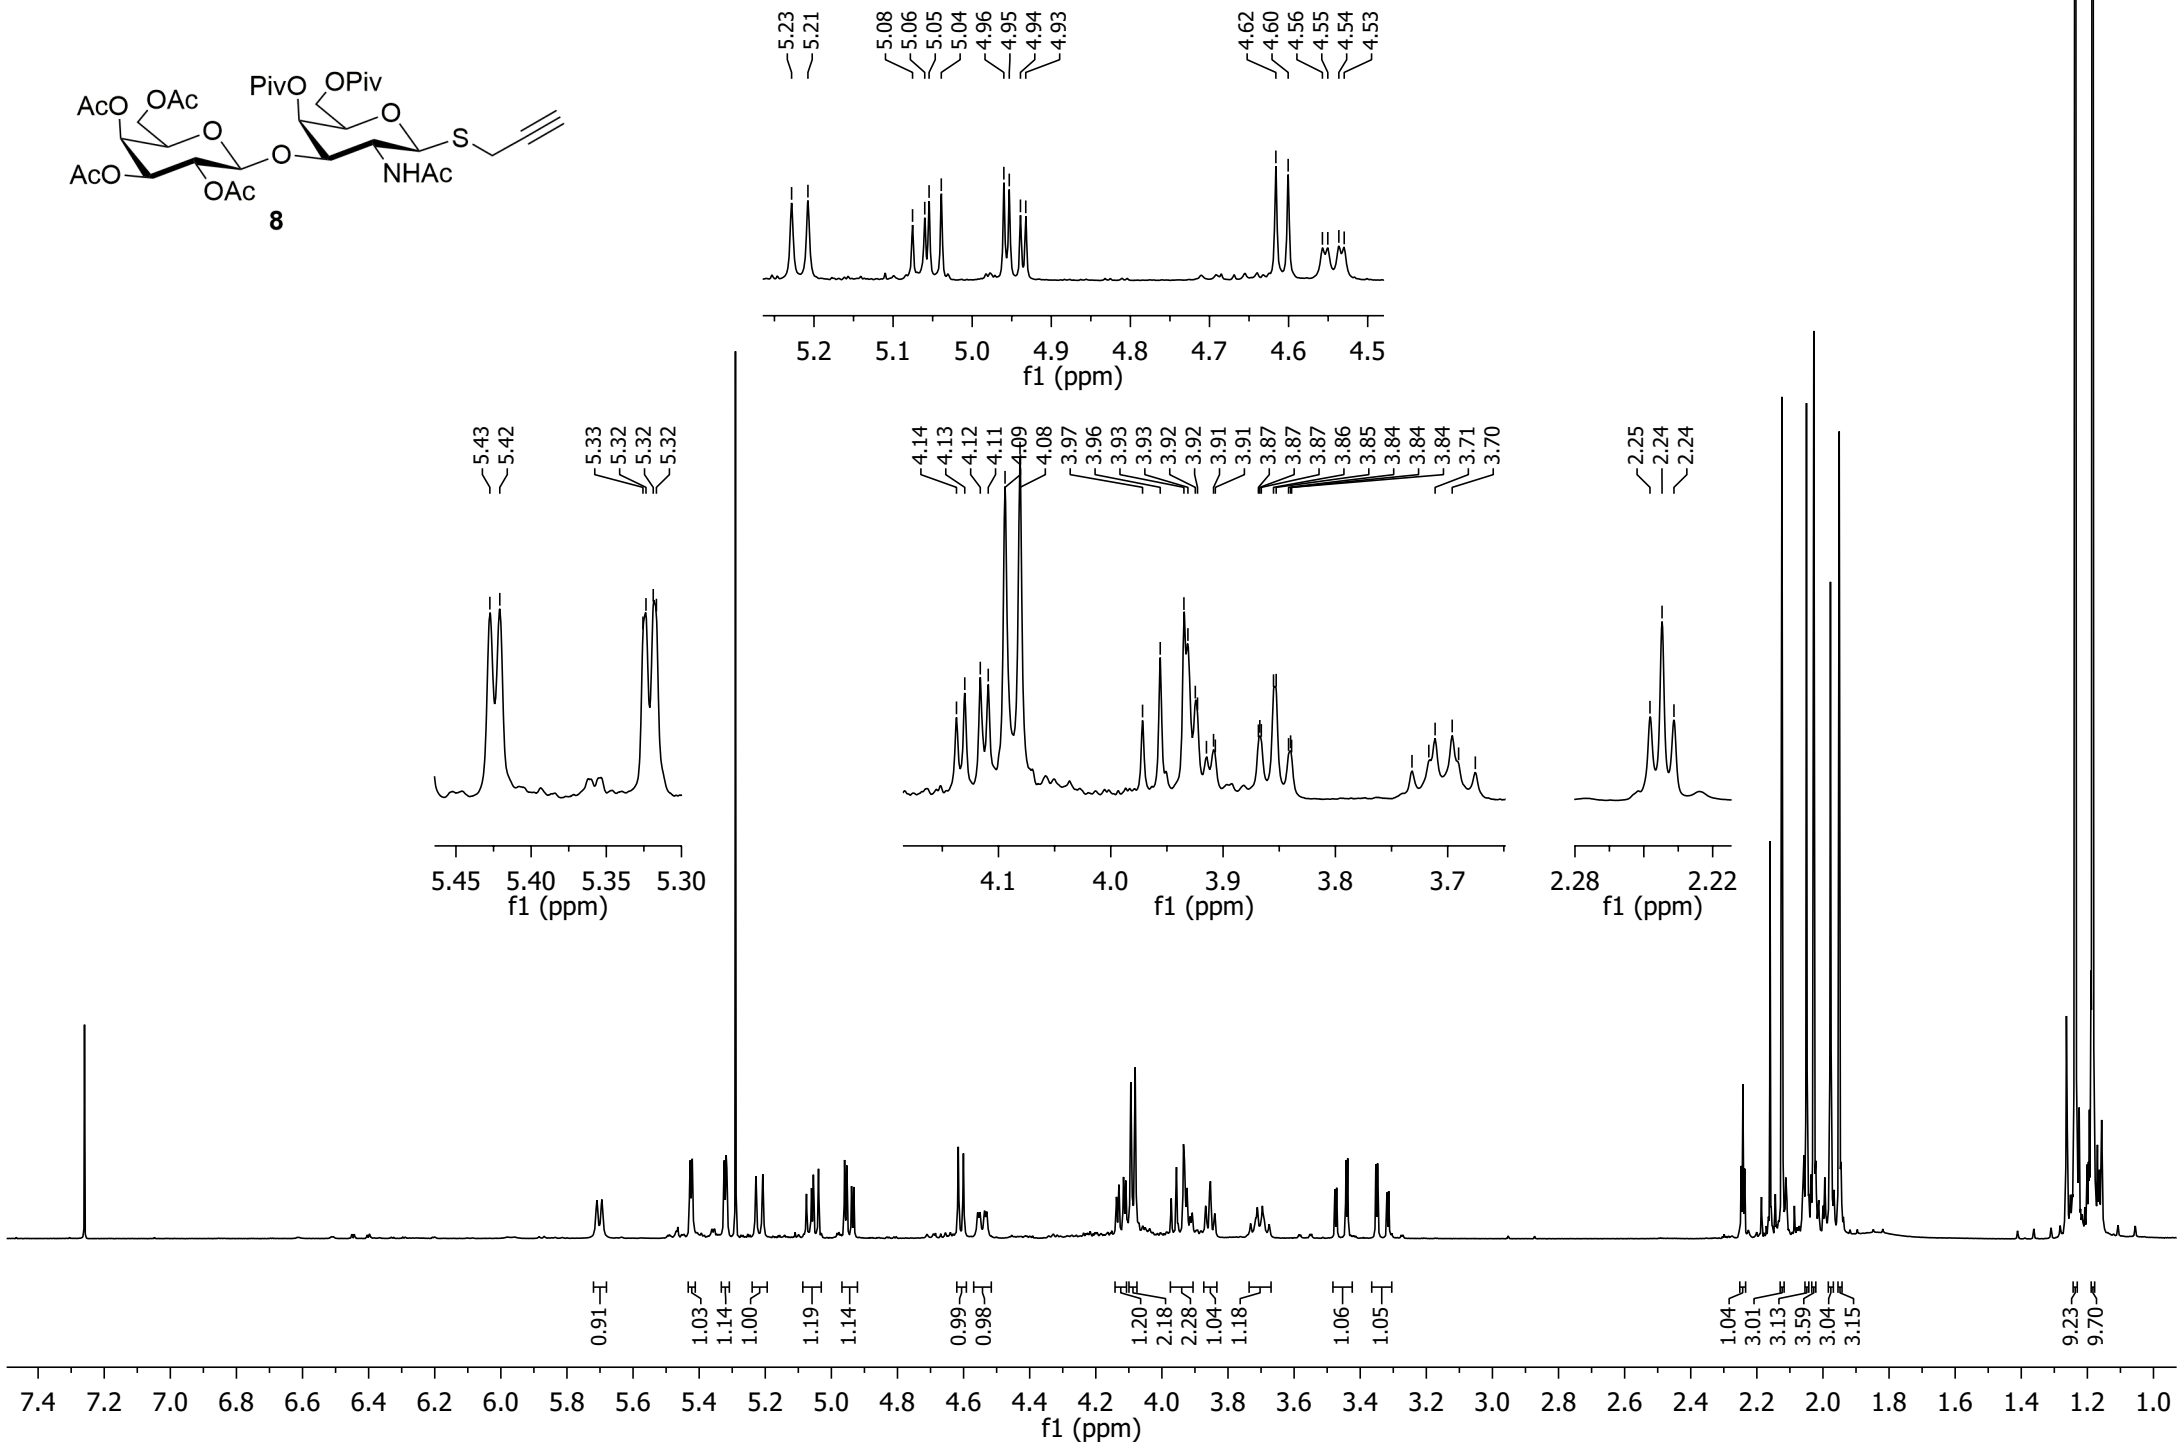 5.23 5.21 5.08 5.06 5.05 5.04 4.96 4.95 4.94 4.93 4.62 4.60 4.56 4.55 4.54 4.53
PivO OPiv
AcO OAc
O O S
AcO O NHAc
OAc
8
5.2 5.1 5.0 4.9 4.8 4.7 4.6 4.5
f1 (ppm)
5.43 5.42 5.33 5.32 5.32 5.32
4.14 4.13 4.12 4.11 4.09 4.08 3.97 3.96 3.93 3.93 3.92 3.92 3.91 3.91 3.87 3.87 3.87 3.86 3.85 3.84 3.84 3.84 3.71 3.70
2.25 2.24 2.24
5.45 5.40 5.35 5.30
f1 (ppm)
4.1 4.0 3.9 3.8 3.7
f1 (ppm)
2.28 2.22
f1 (ppm)
0.91 1.03 1.14 1.00 1.19 1.14 0.99 0.98 1.20 2.18 2.28 1.04 1.18 1.06 1.05 1.04 3.01 3.13 3.59 3.04 3.15 9.23 9.70
7.4 7.2 7.0 6.8 6.6 6.4 6.2 6.0 5.8 5.6 5.4 5.2 5.0 4.8 4.6 4.4 4.2 4.0 3.8 3.6 3.4 3.2 3.0 2.8 2.6 2.4 2.2 2.0 1.8 1.6 1.4 1.2 1.0
f1 (ppm)